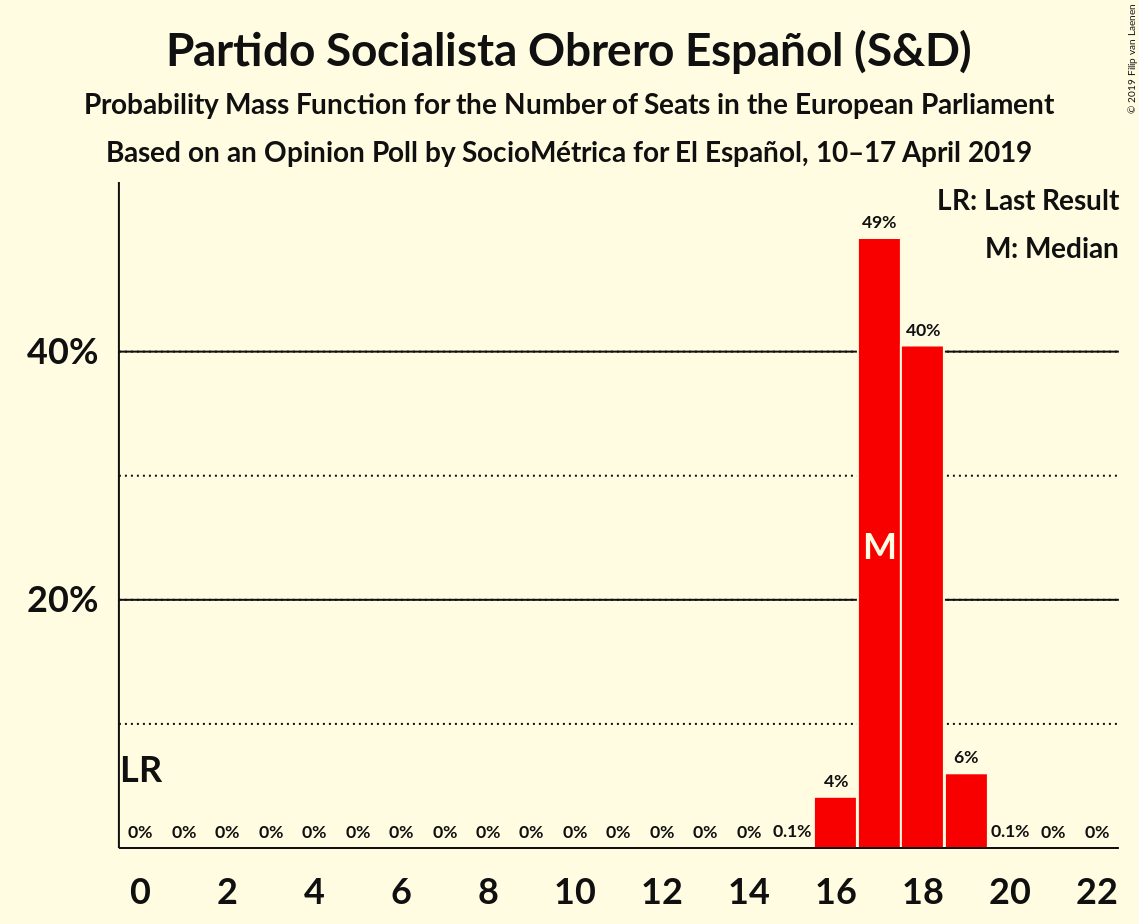 Partido Socialista Obrero Español (S&D)
Probability Mass Function for the Number of Seats in the European Parliament
Based on an Opinion Poll by SocioMétrica for El Español, 10–17 April 2019
© 2019 Filip van Laenen
LR: Last Result
M: Median
49%
40%
40%
M
20%
LR
6%
4%
0% 0% 0% 0% 0% 0% 0% 0% 0% 0% 0% 0% 0% 0% 0% 0.1% 0.1% 0% 0%
0 2 4 6 8 10 12 14 16 18 20 22